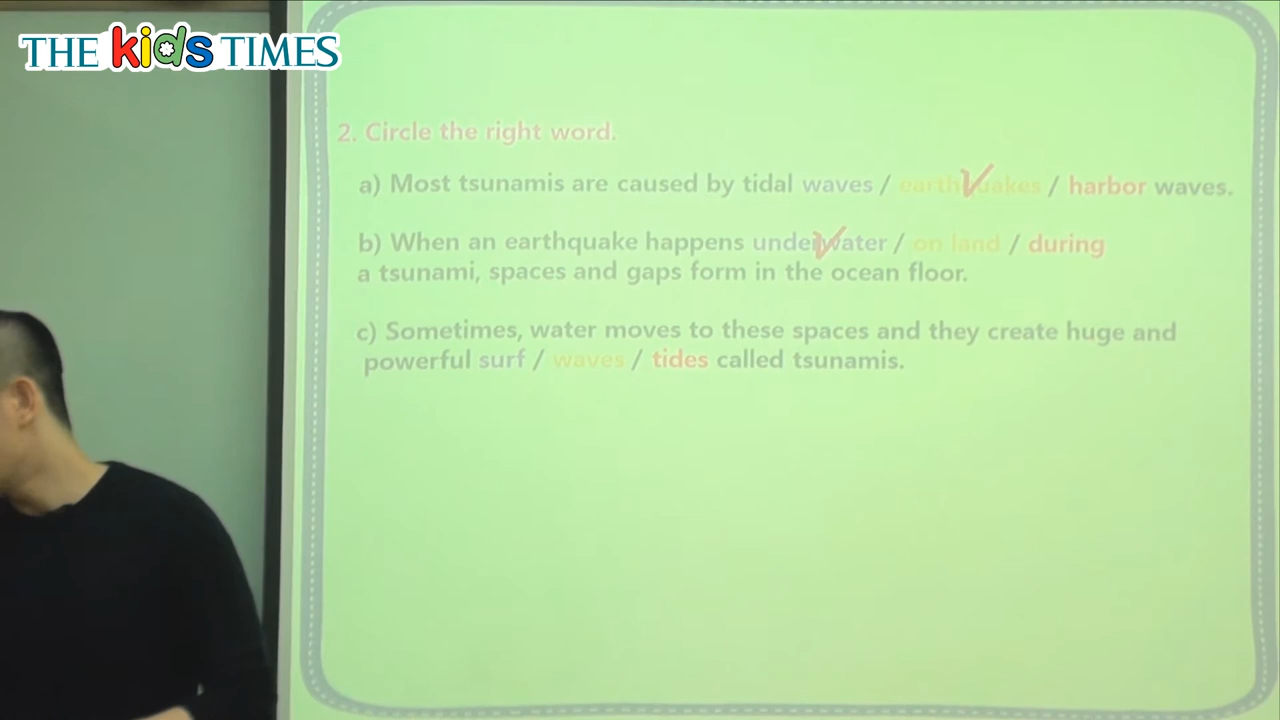 THE kids TIMES
2. Circle the right word.
a) Most tsunamis are caused by tidal waves / earthquakes / harbor waves.
b) When an earthquake happens underwater / on land / during
a tsunami, spaces and gaps form in the ocean floor.
c) Sometimes, water moves to these spaces and they create huge and
powerful surf / waves / tides called tsunamis.